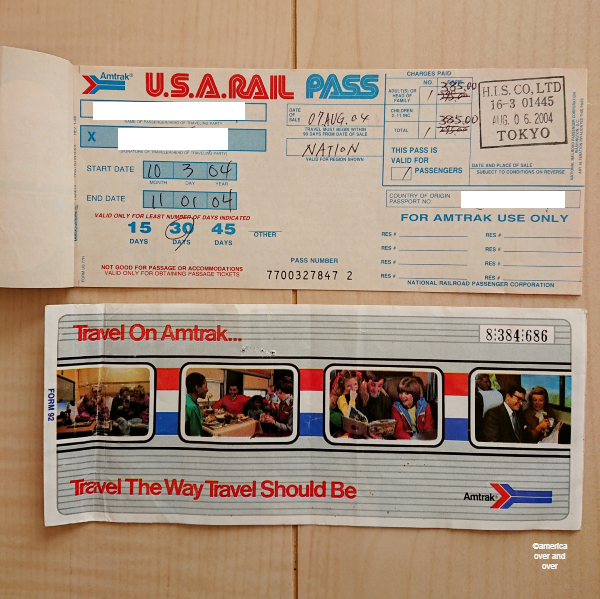 Amtrak®
U.S.A. RAIL PASS
CHARGES PAID
NO.
ADULT(S) OR
HEAD OF
FAMILY
1
385.00
CHILDREN
2-11 INC.
385.00
TOTAL
1
H.I.S. CO, LTD
16-3 01445
AUG. 06. 2004
TOKYO
NAME OF PASSENGER/HEAD OF TRAVELING PARTY
X
SIGNATURE OF TRAVELER/HEAD OF TRAVELING PARTY
DATE
OF
SALE
07 AUG. 04
TRAVEL MUST BEGIN WITHIN
90 DAYS FROM DATE OF SALE
NATION
VALID FOR REGION SHOWN
THIS PASS IS
VALID FOR
1 PASSENGERS
DATE AND PLACE OF SALE
SUBJECT TO CONDITIONS ON REVERSE
START DATE
10 3 04
MONTH DAY YEAR
END DATE
11 01 04
COUNTRY OF ORIGIN
PASSPORT NO.
FOR AMTRAK USE ONLY
VALID ONLY FOR LEAST NUMBER OF DAYS INDICATED
15 30 45
DAYS DAYS DAYS
OTHER
RES # RES #
RES # RES #
RES # RES #
RES # RES #
NOT GOOD FOR PASSAGE OR ACCOMMODATIONS
VALID ONLY FOR OBTAINING PASSAGE TICKETS
PASS NUMBER
7700327847 2
NATIONAL RAILROAD PASSENGER CORPORATION
Travel On Amtrak...
8:384:686
FORM 92
Travel The Way Travel Should Be
Amtrak®
©america
over and
over